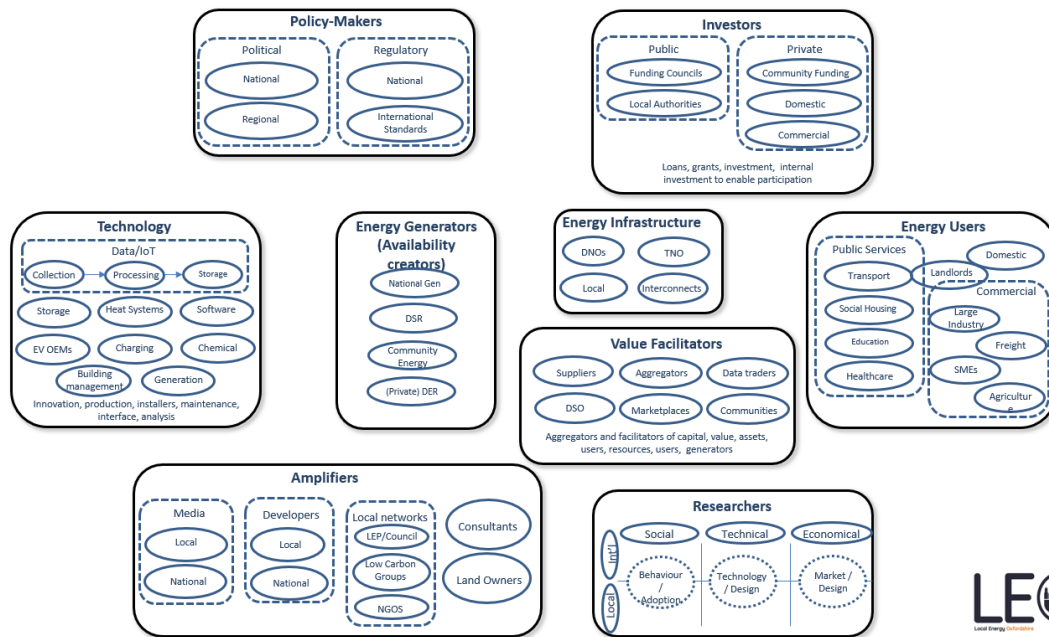 Policy-Makers
Political
National
Regional
Regulatory
National
International
Standards
Investors
Public
Funding Councils
Local Authorities
Private
Community Funding
Domestic
Commercial
Loans, grants, investment, internal
investment to enable participation
Technology
Data/IoT
Collection
Processing
Storage
Storage
Heat Systems
Software
EV OEMs
Charging
Chemical
Building
management
Generation
Innovation, production, installers, maintenance,
interface, analysis
Energy Generators
(Availability
creators)
National Gen
DSR
Community
Energy
(Private) DER
Energy Infrastructure
DNOs
TNO
Local
Interconnects
Value Facilitators
Suppliers
Aggregators
Data traders
DSO
Marketplaces
Communities
Aggregators and facilitators of capital, value, assets,
users, resources, users, generators
Energy Users
Public Services
Transport
Social Housing
Education
Healthcare
Landlords
Domestic
Commercial
Large
Industry
Freight
SMEs
Agricultur
e
Amplifiers
Media
Local
National
Developers
Local
National
Local networks
LEP/Council
Low Carbon
Groups
NGOS
Consultants
Land Owners
Researchers
Social
Technical
Economical
Int'l
Local
Behaviour
/
Adoption
Technology
/ Design
Market /
Design
LEO
Local Energy Oxfordshire